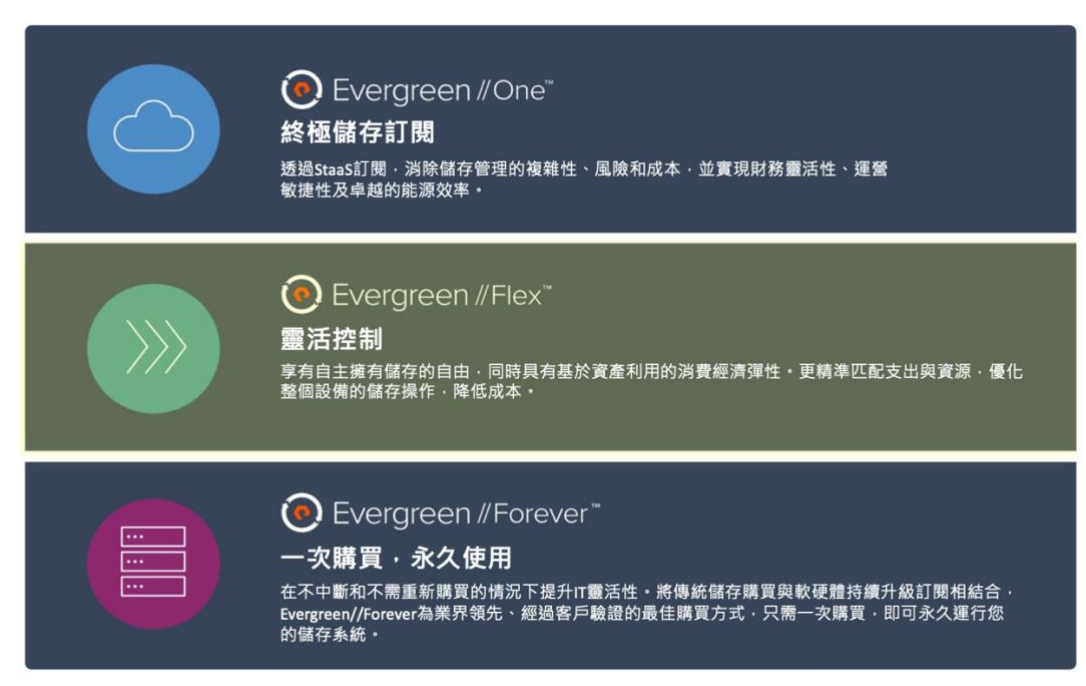 Evergreen//One™
終極儲存訂閱
透過StaaS訂閱，消除儲存管理的複雜性、風險和成本，並實現財務靈活性、運營
敏捷性及卓越的能源效率。
Evergreen//Flex™
靈活控制
享有自主擁有儲存的自由，同時具有基於資產利用的消費經濟彈性。更精準匹配支出與資源，優化
整個設備的儲存操作，降低成本。
Evergreen//Forever™
一次購買，永久使用
在不中斷和不需重新購買的情況下提升IT靈活性。將傳統儲存購買與軟硬體持續升級訂閱相結合，
Evergreen//Forever為業界領先、經過客戶驗證的最佳購買方式，只需一次購買，即可永久運行您
的儲存系統。